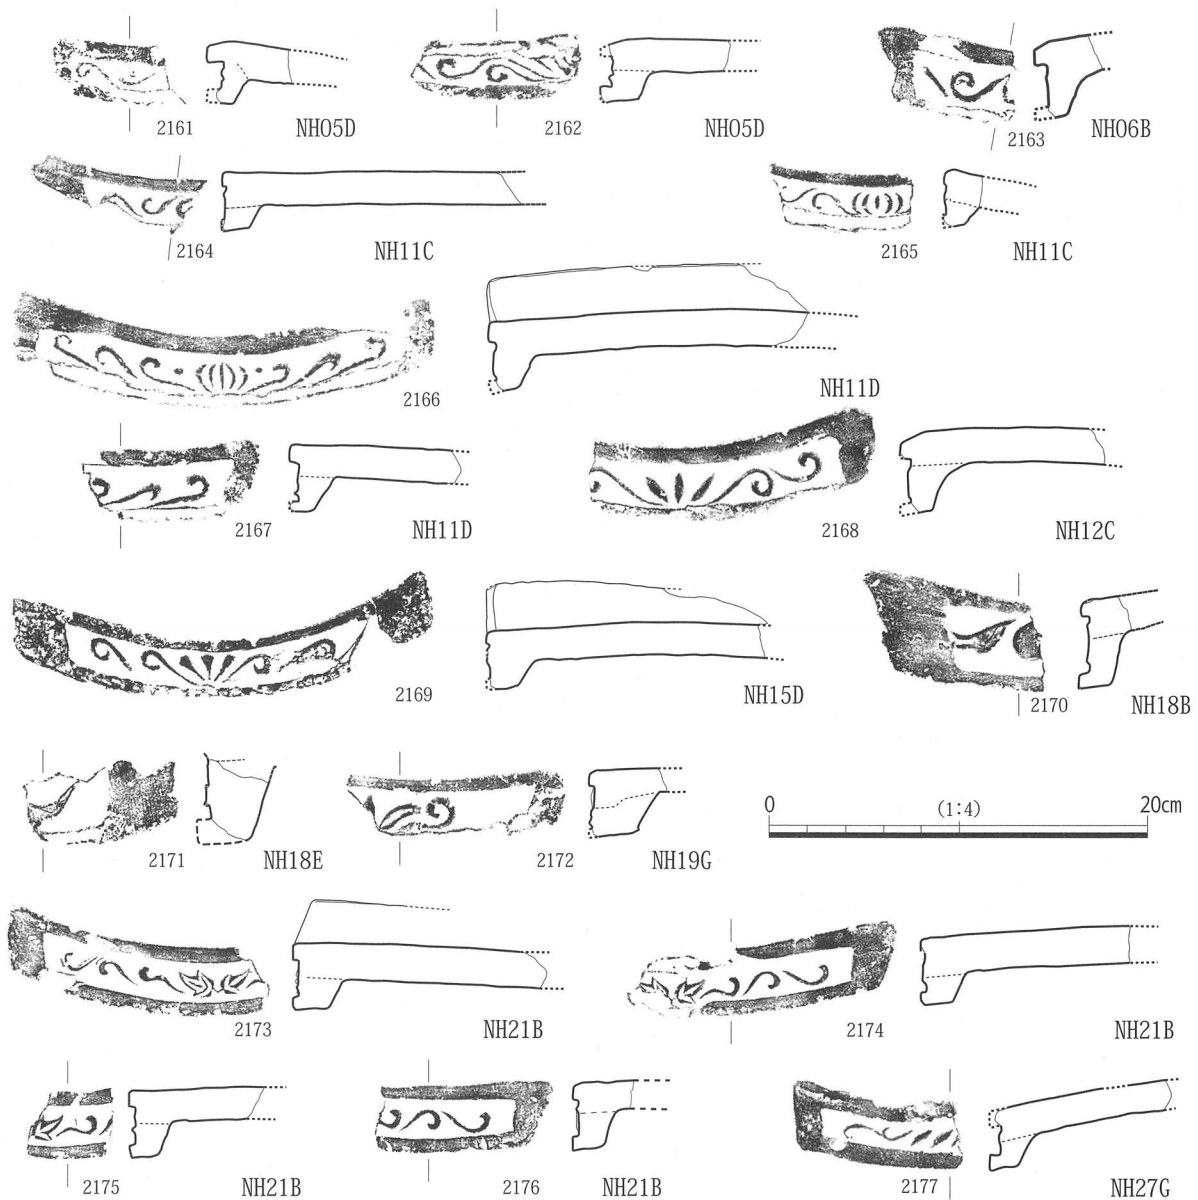 2161 NH05D
2162 NH05D
2163 NH06B
2164 NH11C
2165 NH11C
2166 NH11D
2167 NH11D
2168 NH12C
2169 NH15D
2170 NH18B
2171 NH18E
2172 NH19G
0 (1:4) 20cm
2173 NH21B
2174 NH21B
2175 NH21B
2176 NH21B
2177 NH27G